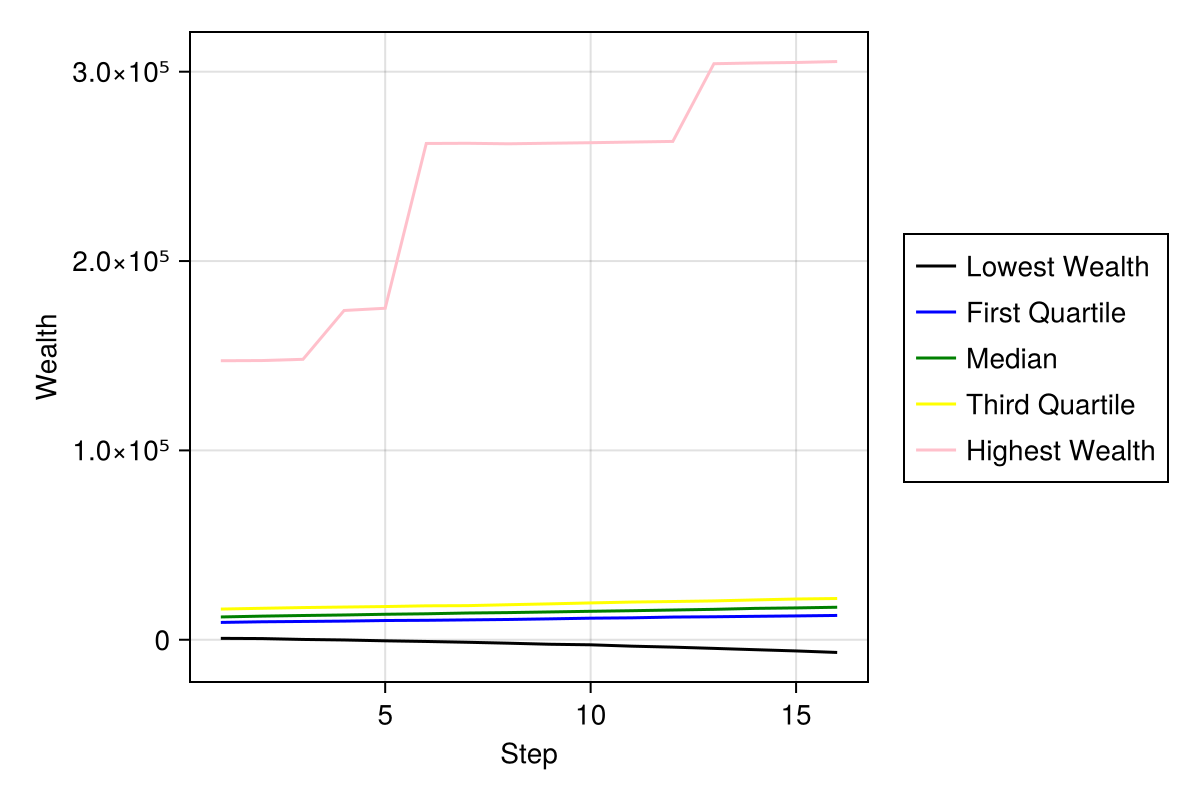 3.0×10⁵
2.0×10⁵
1.0×10⁵
0
Wealth
5 10 15
Step
Lowest Wealth
First Quartile
Median
Third Quartile
Highest Wealth